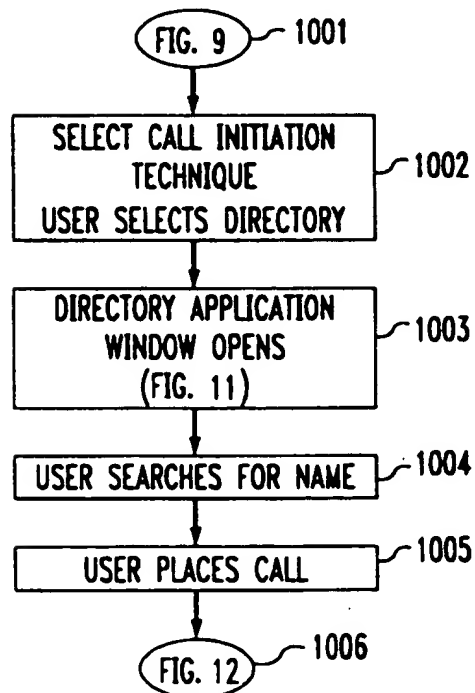 FIG. 9
1001
SELECT CALL INITIATION
TECHNIQUE
USER SELECTS DIRECTORY
1002
DIRECTORY APPLICATION
WINDOW OPENS
(FIG. 11)
1003
USER SEARCHES FOR NAME
1004
USER PLACES CALL
1005
FIG. 12
1006